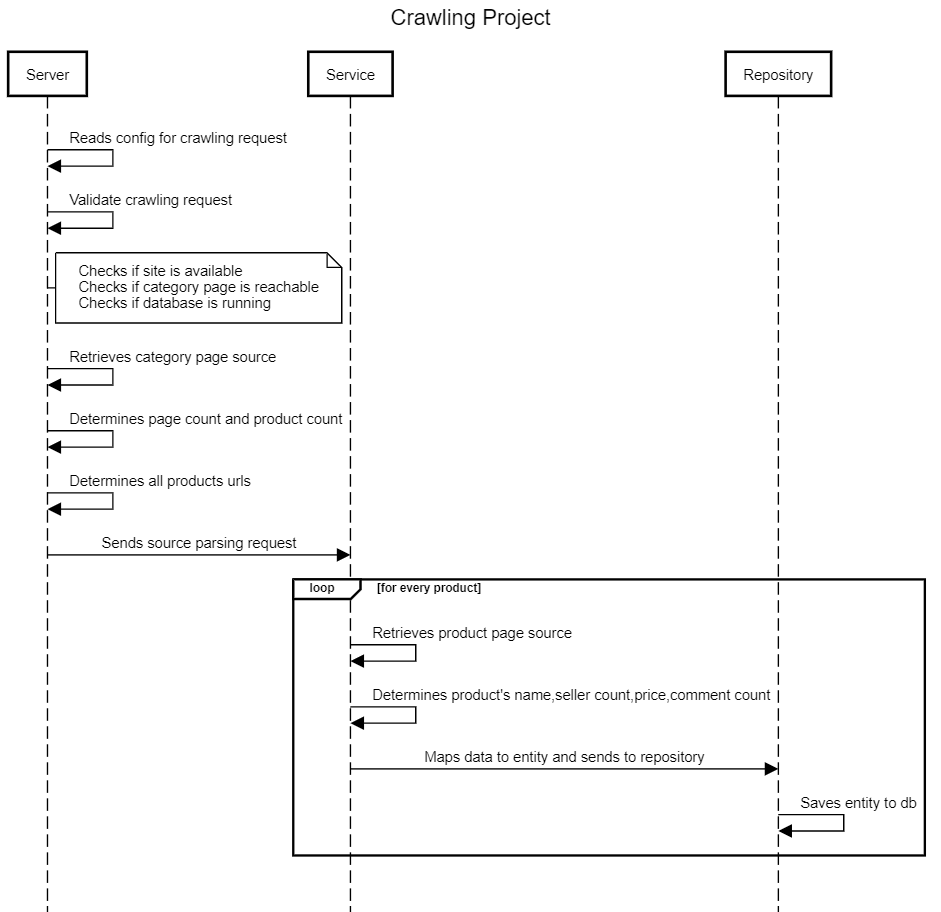 Crawling Project
Server
Service
Repository
Reads config for crawling request
Validate crawling request
Checks if site is available
Checks if category page is reachable
Checks if database is running
Retrieves category page source
Determines page count and product count
Determines all products urls
Sends source parsing request
loop
[for every product]
Retrieves product page source
Determines product's name,seller count,price,comment count
Maps data to entity and sends to repository
Saves entity to db